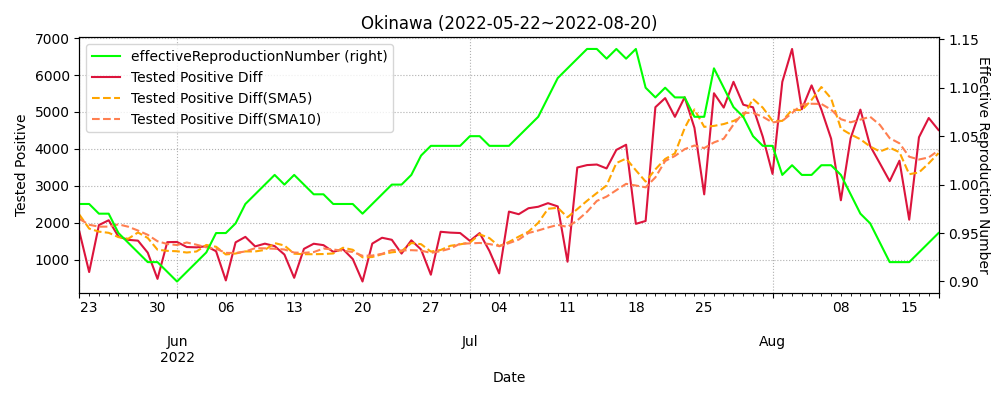 Okinawa (2022-05-22~2022-08-20)
effectiveReproductionNumber (right)
Tested Positive Diff
Tested Positive Diff(SMA5)
Tested Positive Diff(SMA10)
Tested Positive
7000
6000
5000
4000
3000
2000
1000
Effective Reproduction Number
1.15
1.10
1.05
1.00
0.95
0.90
23 30 06 13 20 27 04 11 18 25 08 15
Jun Jul Aug
2022
Date